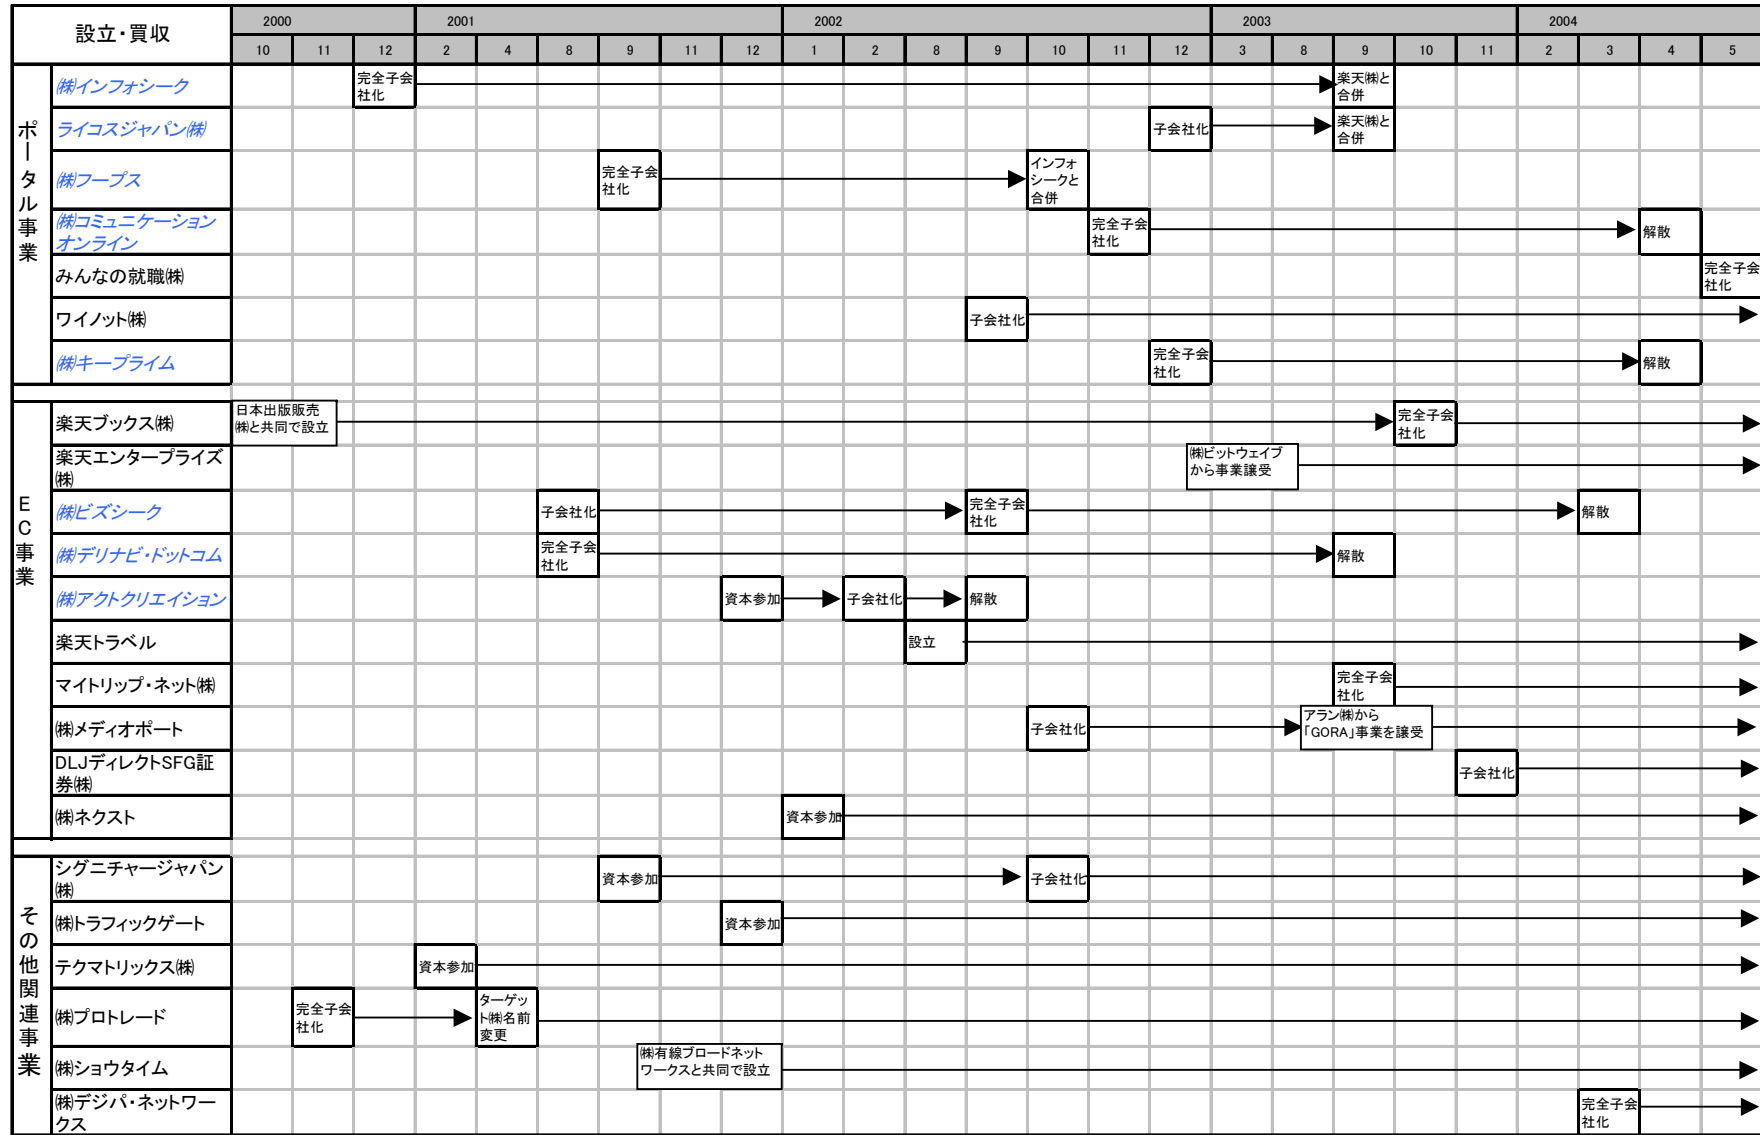 設立・買収
2000 2001 2002 2003 2004
10 11 12 2 4 8 9 11 12 1 2 8 9 10 11 12 3 8 9 10 11 2 3 4 5
ポータル事業
㈱インフォシーク
完全子会
社化
楽天㈱と
合併
ライコスジャパン㈱
子会社化
楽天㈱と
合併
㈱フープス
完全子会
社化
インフォ
シークと
合併
㈱コミュニケーション
オンライン
完全子会
社化
解散
みんなの就職㈱
完全子会
社化
ワイノット㈱
子会社化
㈱キープライム
完全子会
社化
解散
EC事業
楽天ブックス㈱
日本出版販売
㈱と共同で設立
完全子会
社化
楽天エンタープライズ
㈱
㈱ビットウェイブ
から事業譲受
㈱ビズシーク
子会社化
完全子会
社化
解散
㈱デリナビ・ドットコム
完全子会
社化
解散
㈱アクトクリエイション
資本参加
子会社化
解散
楽天トラベル
設立
マイトリップ・ネット㈱
完全子会
社化
㈱メディオポート
子会社化
アラン㈱から
「GORA」事業を譲受
DLJディレクトSFG証
券㈱
子会社化
㈱ネクスト
資本参加
その他関連事業
シグニチャージャパン
㈱
資本参加
子会社化
㈱トラフィックゲート
資本参加
テクマトリックス㈱
資本参加
㈱プロトレード
完全子会
社化
ターゲッ
ト㈱名前
変更
㈱ショウタイム
㈱有線ブロードネット
ワークスと共同で設立
㈱デジパ・ネットワー
クス
完全子会
社化